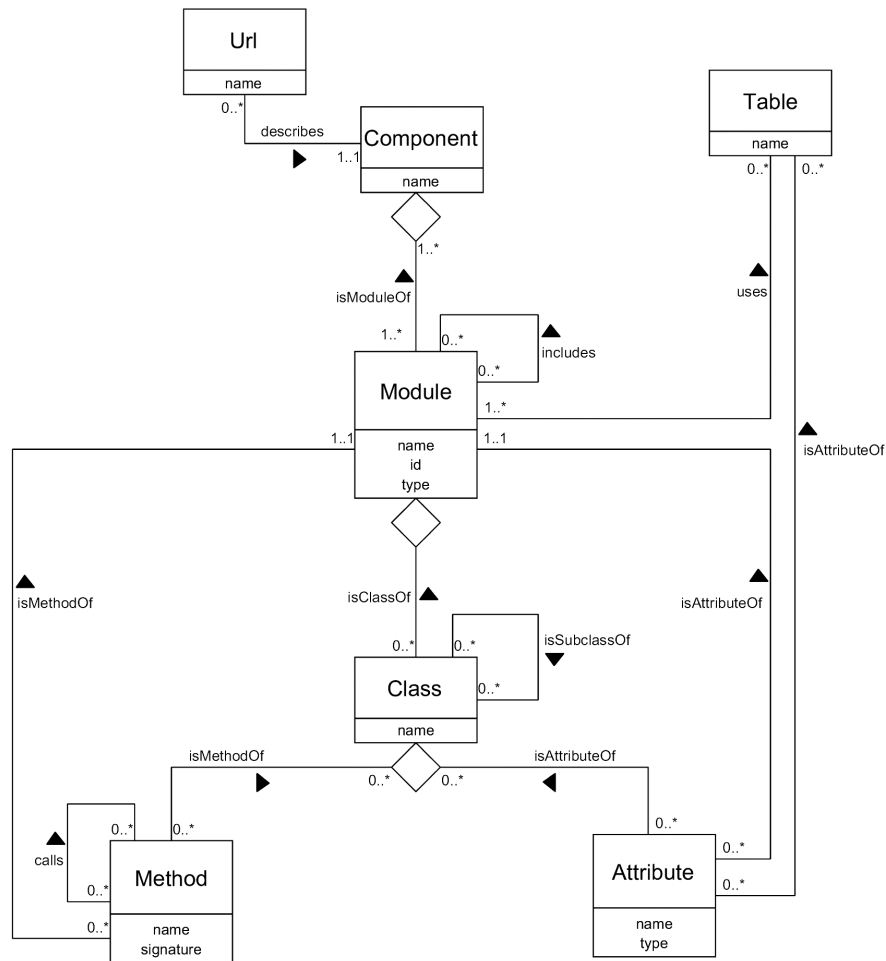 Url
name
0..*
describes
1..1
Component
name
Table
name
0..*
0..*
1..*
isModuleOf
1..*
uses
0..*
includes
0..*
Module
name
id
type
1..*
1..1
1..1
isAttributeOf
isMethodOf
isClassOf
isAttributeOf
0..*
0..*
isSubclassOf
0..*
Class
name
isMethodOf
0..*
0..*
isAttributeOf
0..*
0..*
calls
0..*
0..*
Method
name
signature
0..*
0..*
0..*
Attribute
name
type